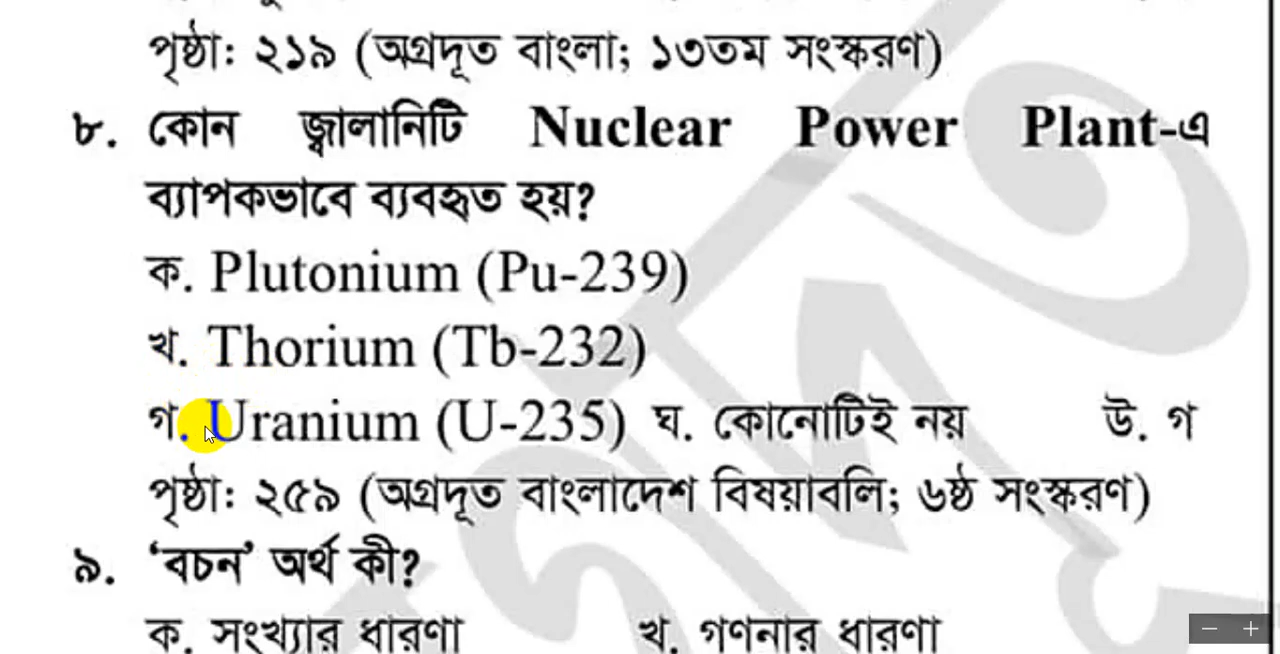 পৃষ্ঠা: ২১৯ (অগ্রদূত বাংলা; ১৩তম সংস্করণ)
৮. কোন জ্বালানিটি Nuclear Power Plant-এ
ব্যাপকভাবে ব্যবহৃত হয়?
ক. Plutonium (Pu-239)
খ. Thorium (Tb-232)
গ. Uranium (U-235) ঘ. কোনোটিই নয় উ. গ
পৃষ্ঠা: ২৫৯ (অগ্রদূত বাংলাদেশ বিষয়াবলি; ৬ষ্ঠ সংস্করণ)
৯. ‘বচন’ অর্থ কী?
ক. সংখ্যার ধারণা খ. গণনার ধারণা